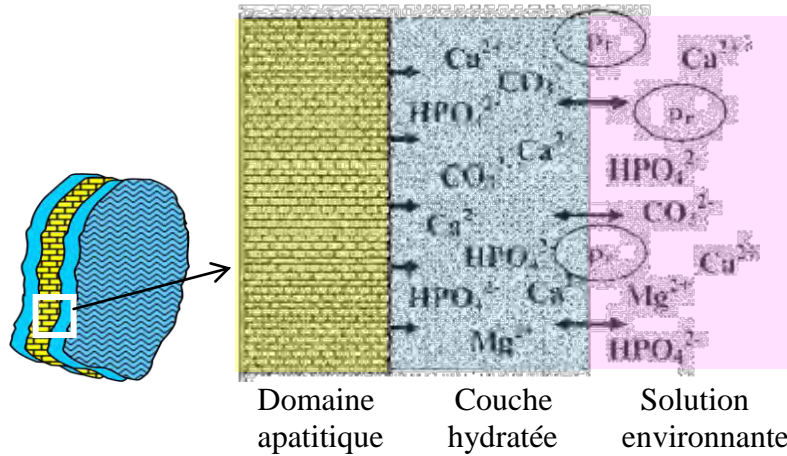 Pr
Ca²⁺
Ca²⁺
CO₃²⁻
HPO₄²⁻
Pr
Ca²⁺
HPO₄²⁻
CO₃²⁻
CO₃²⁻
Ca²⁺
HPO₄²⁻
Pr
Ca²⁺
HPO₄²⁻
Ca²⁺
Mg²⁺
Mg²⁺
HPO₄²⁻
Domaine
apatitique
Couche
hydratée
Solution
environnante